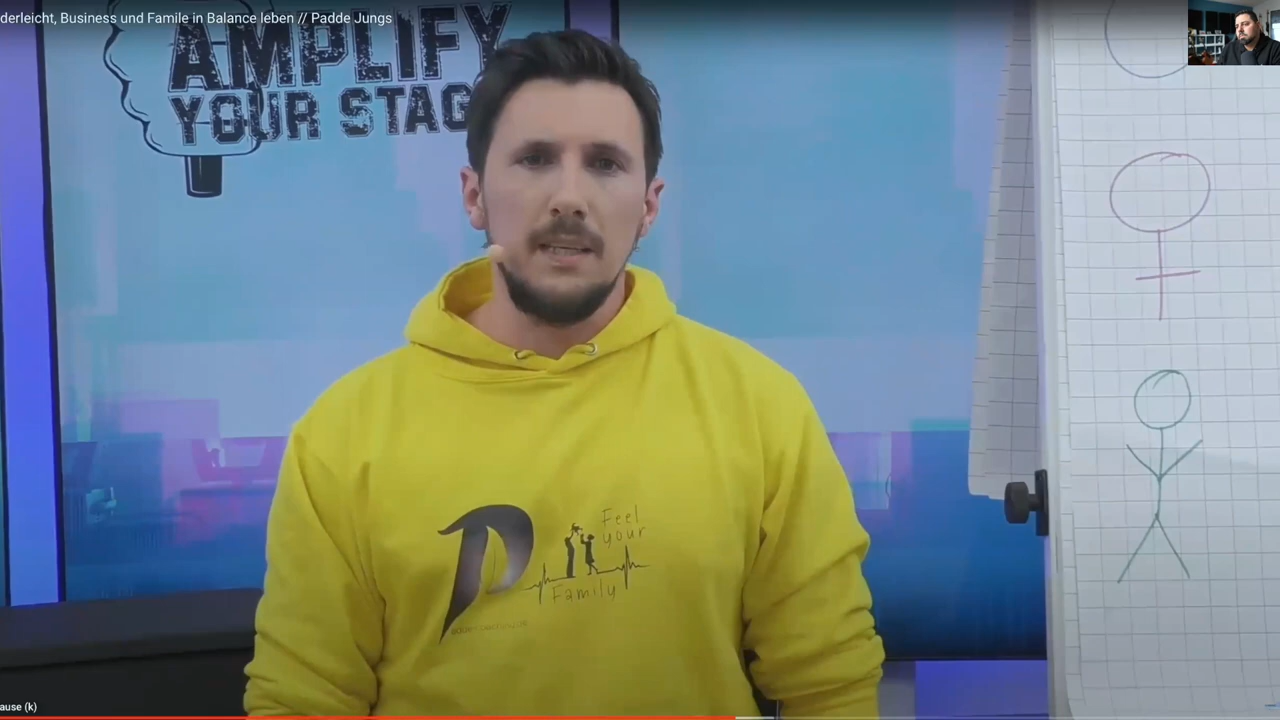 derleicht, Business und Famile in Balance leben // Padde Jungs
AMPLIFY
YOUR STAG
Feel
your
Family
ause (k)